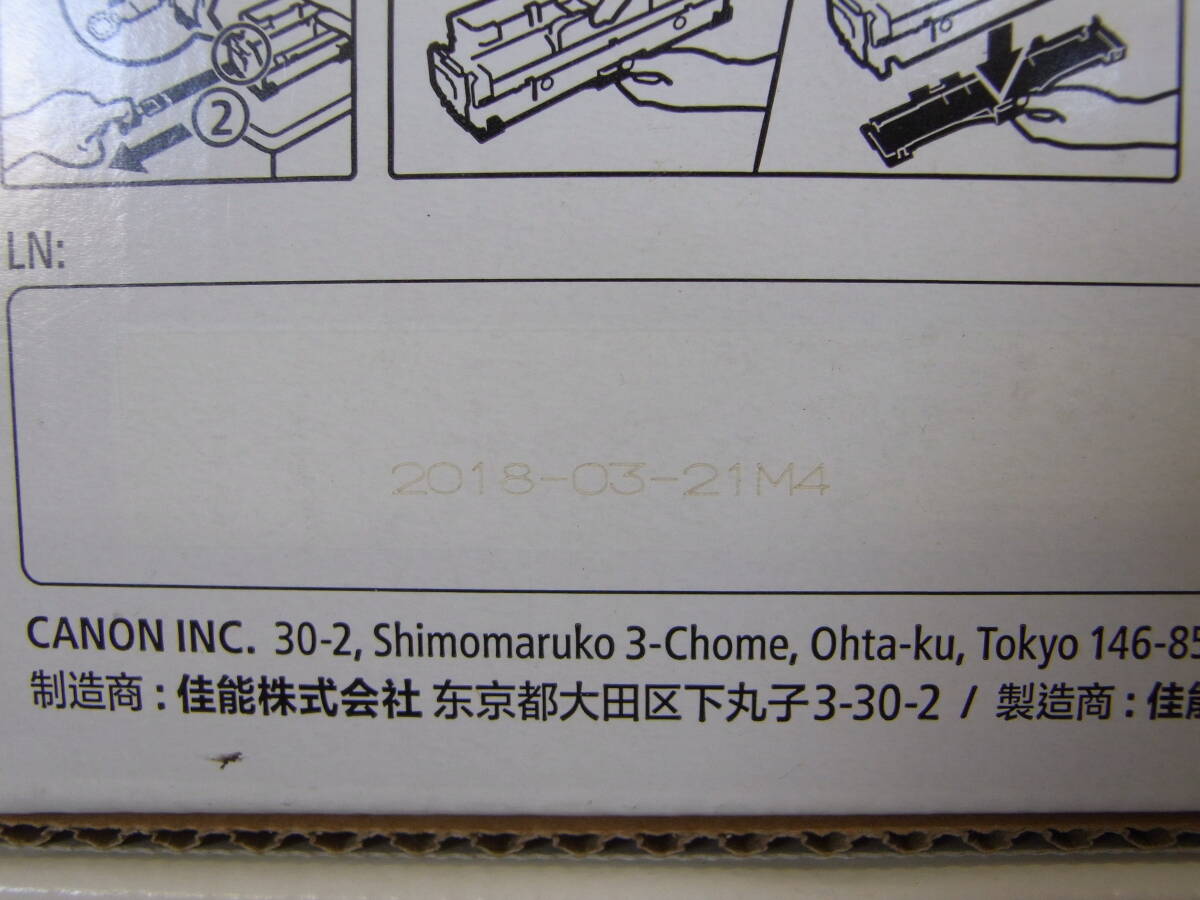 2
LN:
2018-03-21M4
CANON INC. 30-2, Shimomaruko 3-Chome, Ohta-ku, Tokyo 146-85
制造商:佳能株式会社 东京都大田区下丸子3-30-2 / 製造商:佳能